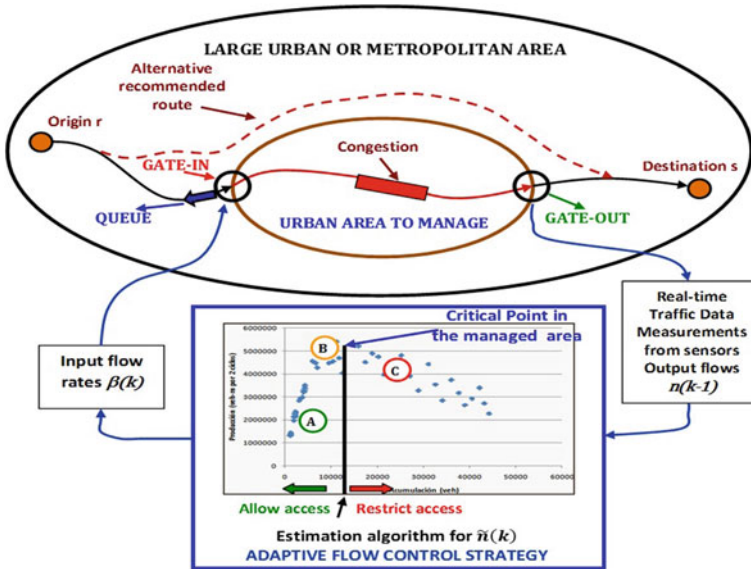 LARGE URBAN OR METROPOLITAN AREA
Alternative
recommended
route
Origin r
GATE-IN
Congestion
Destination s
QUEUE
URBAN AREA TO MANAGE
GATE-OUT
Input flow
rates β(k)
Real-time
Traffic Data
Measurements
from sensors
Output flows
n(k-1)
Critical Point in
the managed area
6000000
5000000
4000000
3000000
2000000
1000000
0
B
C
A
0
10000
20000
30000
40000
50000
60000
Allow access
Restrict access
Estimation algorithm for ñ(k)
ADAPTIVE FLOW CONTROL STRATEGY